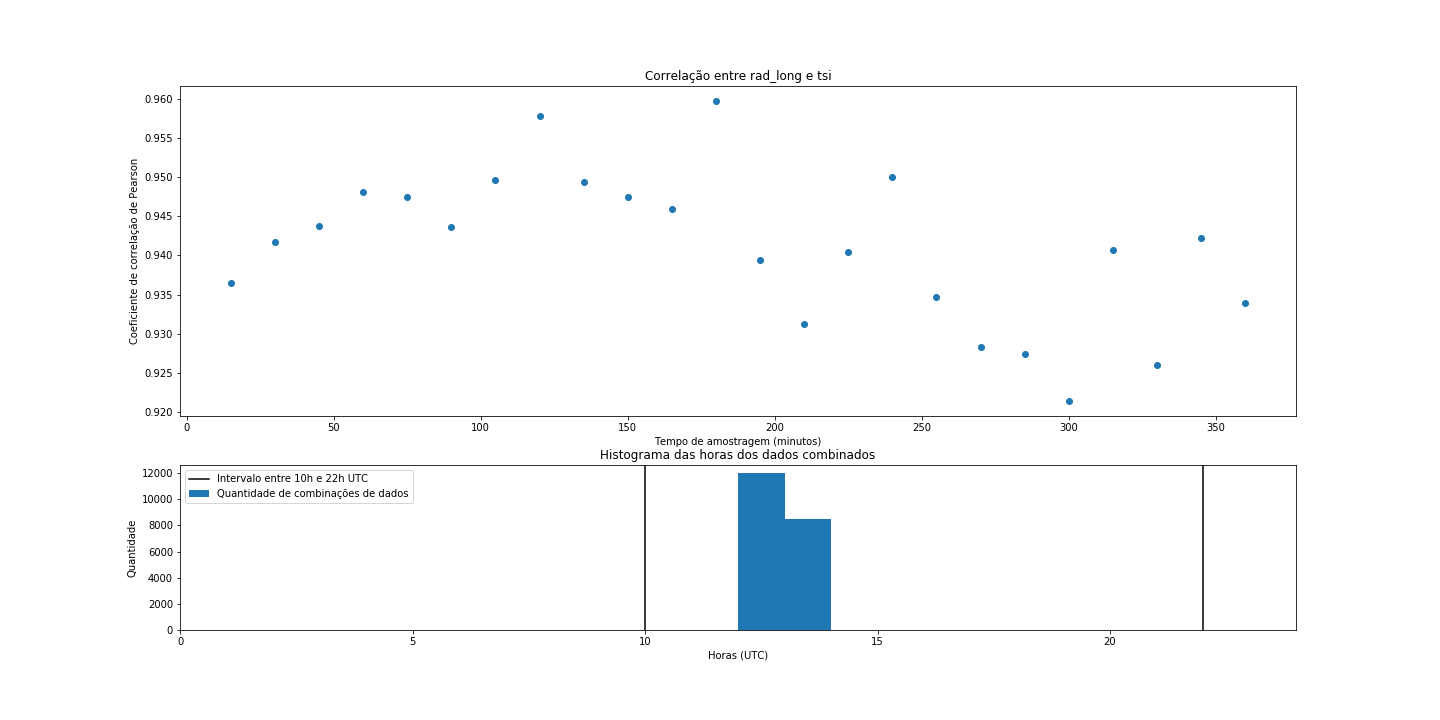 Correlação entre rad_long e tsi
Coeficiente de correlação de Pearson
0.960
0.955
0.950
0.945
0.940
0.935
0.930
0.925
0.920
0 50 100 150 200 250 300 350
Tempo de amostragem (minutos)
Histograma das horas dos dados combinados
Quantidade
12000
10000
8000
6000
4000
2000
0
Intervalo entre 10h e 22h UTC
Quantidade de combinações de dados
0 5 10 15 20
Horas (UTC)